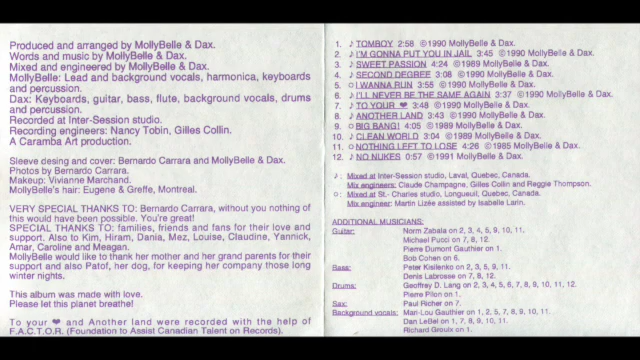 Produced and arranged by MollyBelle & Dax.
Words and music by MollyBelle & Dax.
Mixed and engineered by MollyBelle & Dax.
MollyBelle: Lead and background vocals, harmonica, keyboards
and percussion.
Dax: Keyboards, guitar, bass, flute, background vocals, drums
and percussion.
Recorded at Inter-Session studio.
Recording engineers: Nancy Tobin, Gilles Collin.
A Caramba Art production.
Sleeve desing and cover: Bernardo Carrara and MollyBelle & Dax.
Photos by Bernardo Carrara.
Makeup: Vivianne Marchand.
MollyBelle's hair: Eugene & Greffe, Montreal.
VERY SPECIAL THANKS TO: Bernardo Carrara, without you nothing of
this would have been possible. You're great!
SPECIAL THANKS TO: families, friends and fans for their love and
support. Also to Kim, Hiram, Dania, Mez, Louise, Claudine, Yannick,
Amar, Caroline and Meagan.
MollyBelle would like to thank her mother and her grand parents for their
support and also Patof, her dog, for keeping her company those long
winter nights.
This album was made with love.
Please let this planet breathe!
To your ❤ and Another land were recorded with the help of
F.A.C.T.O.R. (Foundation to Assist Canadian Talent on Records).
1. ♪ TOMBOY 2:58 ©1990 MollyBelle & Dax.
2. ♪ I'M GONNA PUT YOU IN JAIL 3:45 ©1990 MollyBelle & Dax.
3. ♪ SWEET PASSION 4:24 ©1989 MollyBelle & Dax.
4. ♪ SECOND DEGREE 3:08 ©1990 MollyBelle & Dax.
5. ○ I WANNA RUN 3:55 ©1990 MollyBelle & Dax.
6. ♪ I'LL NEVER BE THE SAME AGAIN 3:37 ©1990 MollyBelle & Dax.
7. ♪ TO YOUR ❤ 3:48 ©1990 MollyBelle & Dax.
8. ♪ ANOTHER LAND 3:43 ©1990 MollyBelle & Dax.
9. ○ BIG BANG! 4:05 ©1989 MollyBelle & Dax.
10. ♪ CLEAN WORLD 3:04 ©1989 MollyBelle & Dax.
11. ○ NOTHING LEFT TO LOSE 4:26 ©1985 MollyBelle & Dax.
12. ♪ NO NUKES 0:57 ©1991 MollyBelle & Dax.
♪: Mixed at Inter-Session studio, Laval, Quebec, Canada.
Mix engineers: Claude Champagne, Gilles Collin and Reggie Thompson.
○: Mixed at St.- Charles studio, Longueuil, Quebec, Canada.
Mix engineer: Martin Lizée assisted by Isabelle Larin.
ADDITIONAL MUSICIANS:
Guitar: Norm Zabala on 2, 3, 4, 5, 9, 10, 11.
Michael Pucci on 7, 8, 12.
Pierre Dumont Gauthier on 1.
Bob Cohen on 6.
Bass: Peter Kisilenko on 2, 3, 5, 9, 11.
Denis Labrosse on 7, 8, 12.
Drums: Geoffrey D. Lang on 2, 3, 4, 5, 6, 7, 8, 9, 10, 11, 12.
Pierre Pilon on 1.
Sax: Paul Richer on 7.
Background vocals: Mari-Lou Gauthier on 1, 2, 5, 7, 8, 9, 10, 11.
Dan LeBel on 1, 7, 8, 9, 10, 11.
Richard Groulx on 1.